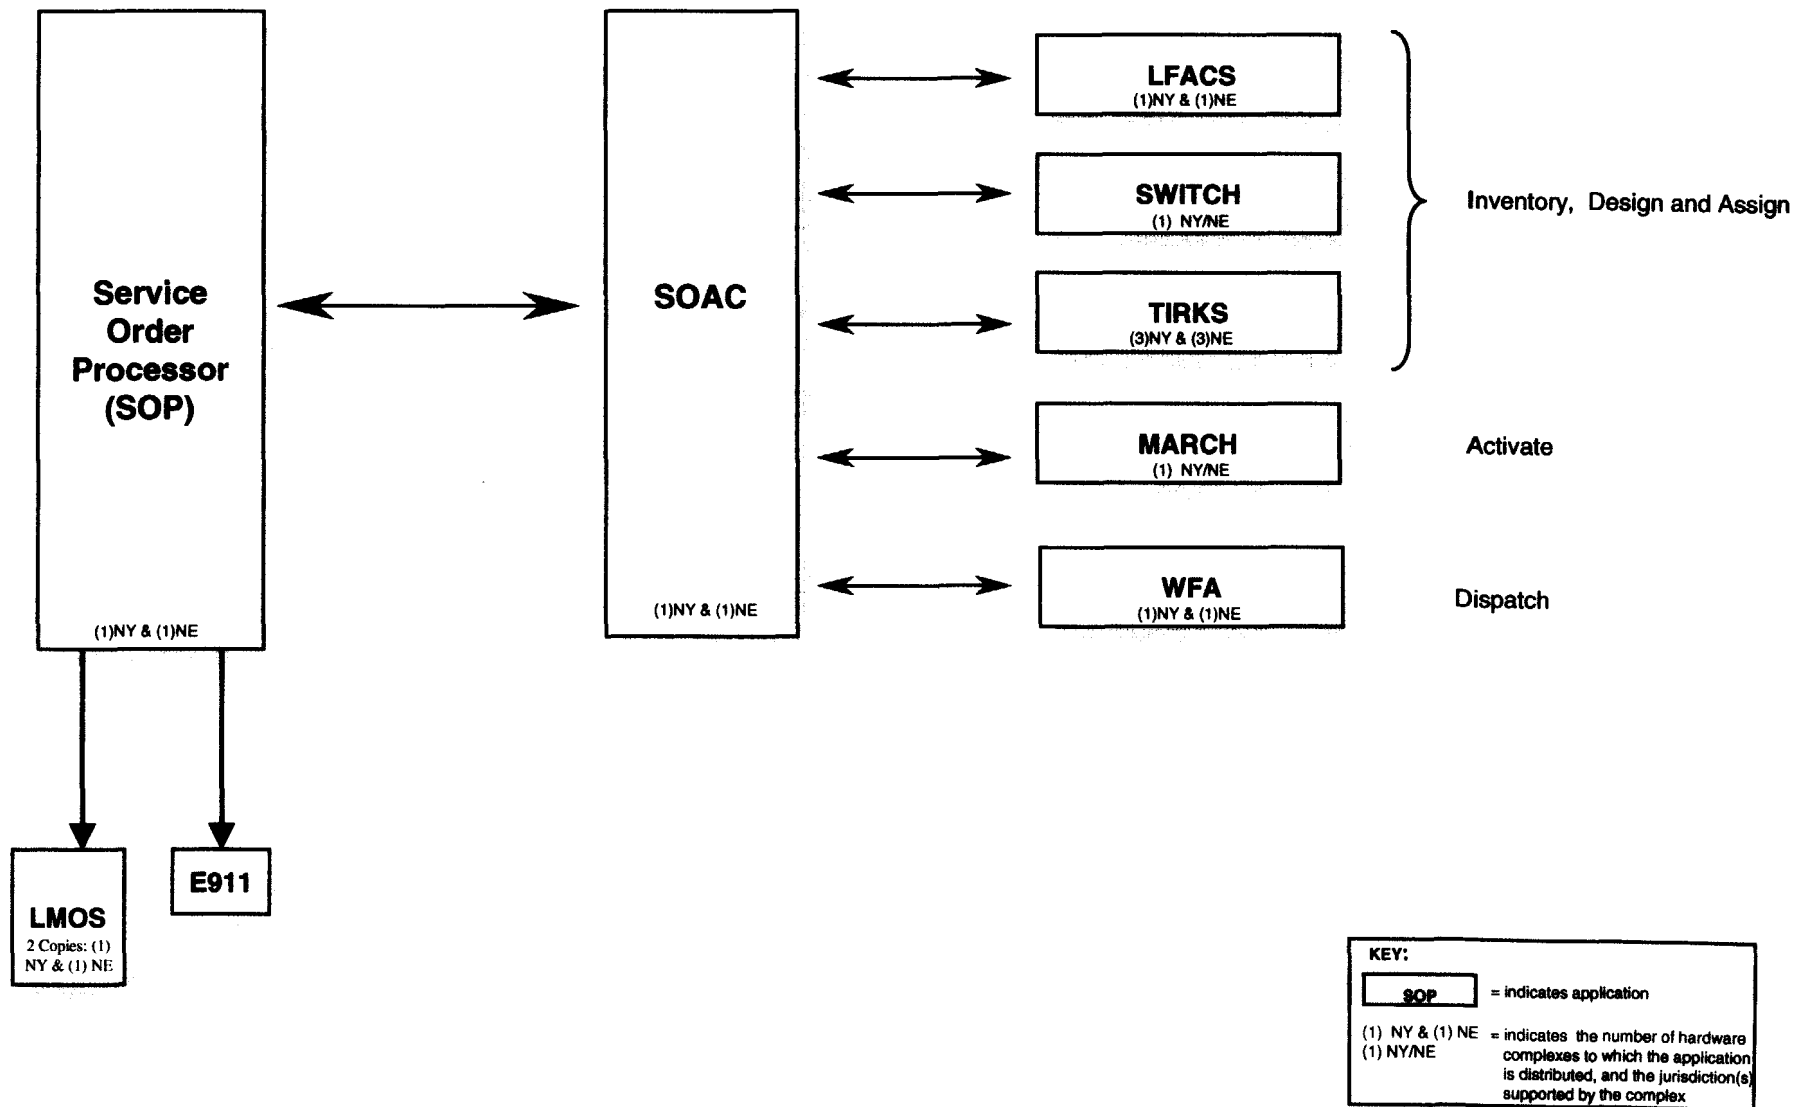 Service
Order
Processor
(SOP)
(1)NY & (1)NE
SOAC
(1)NY & (1)NE
LFACS
(1)NY & (1)NE
SWITCH
(1) NY/NE
TIRKS
(3)NY & (3)NE
Inventory, Design and Assign
MARCH
(1) NY/NE
Activate
WFA
(1)NY & (1)NE
Dispatch
LMOS
2 Copies: (1)
NY & (1) NE
E911
KEY:
SOP = indicates application
(1) NY & (1) NE = indicates the number of hardware
(1) NY/NE complexes to which the application
is distributed, and the jurisdiction(s)
supported by the complex